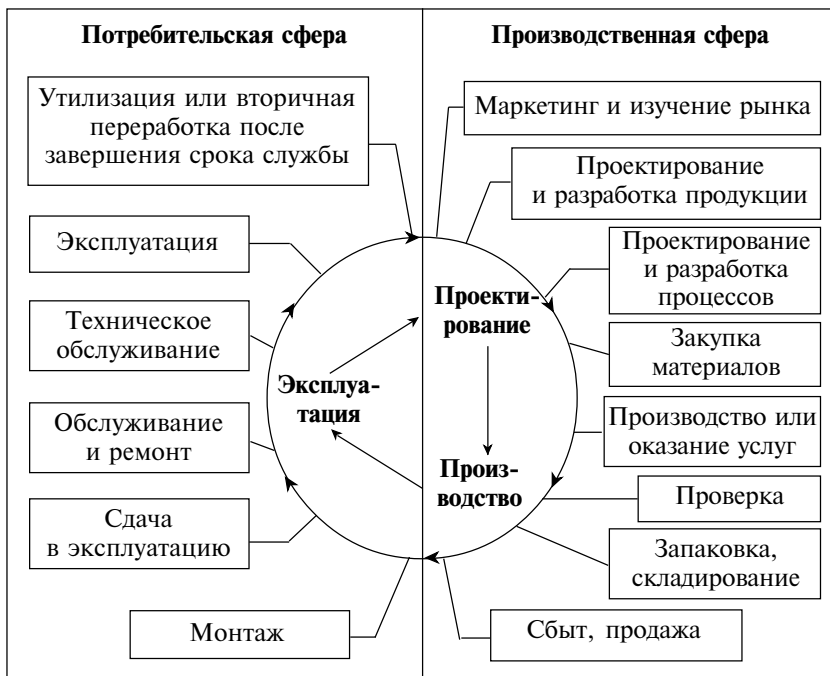 Потребительская сфера
Производственная сфера
Утилизация или вторичная
переработка после
завершения срока службы
Эксплуатация
Техническое
обслуживание
Обслуживание
и ремонт
Сдача
в эксплуатацию
Монтаж
Маркетинг и изучение рынка
Проектирование
и разработка продукции
Проектирование
и разработка
процессов
Закупка
материалов
Производство или
оказание услуг
Проверка
Запаковка,
складирование
Сбыт, продажа
Проекти-
рование
Эксплуа-
тация
Произ-
водство